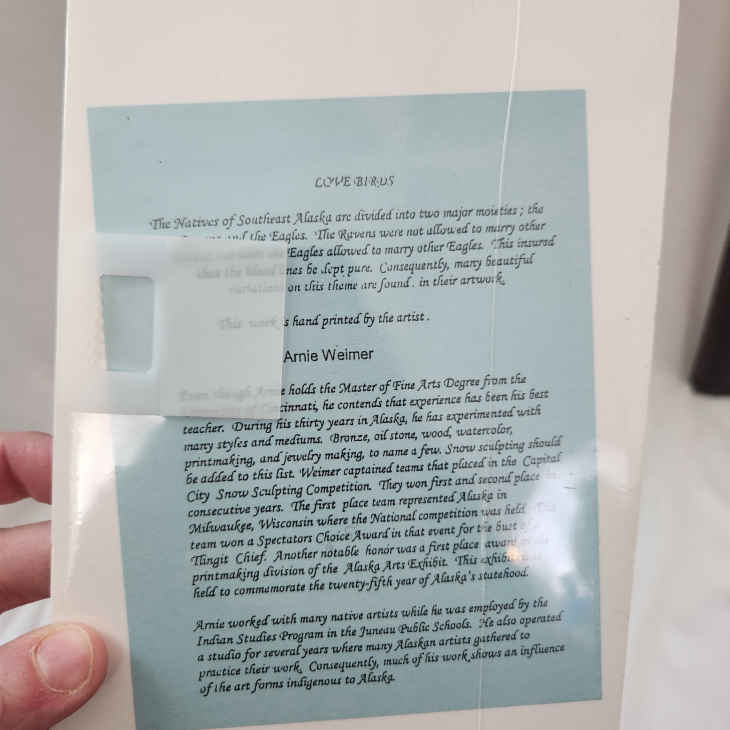 LOVE BIRDS
The Natives of Southeast Alaska are divided into two major moieties ; the
and the Eagles. The Ravens were not allowed to marry other
Eagles allowed to marry other Eagles. This insured
that the blood lines be kept pure. Consequently, many beautiful
variations on this theme are found . in their artwork.
This work is hand printed by the artist .
Arnie Weimer
Even though Arnie holds the Master of Fine Arts Degree from the
of Cincinnati, he contends that experience has been his best
teacher. During his thirty years in Alaska, he has experimented with
many styles and mediums. Bronze, oil stone, wood, watercolor,
printmaking, and jewelry making, to name a few. Snow sculpting should
be added to this list. Weimer captained teams that placed in the Capital
City Snow Sculpting Competition. They won first and second place in
consecutive years. The first place team represented Alaska in
Milwaukee, Wisconsin where the National competition was held. This
team won a Spectators Choice Award in that event for the bust of a
Tlingit Chief. Another notable honor was a first place award in the
printmaking division of the Alaska Arts Exhibit. This exhibit was
held to commemorate the twenty-fifth year of Alaska's statehood.
Arnie worked with many native artists while he was employed by the
Indian Studies Program in the Juneau Public Schools. He also operated
a studio for several years where many Alaskan artists gathered to
practice their work. Consequently, much of his work shows an influence
of the art forms indigenous to Alaska.